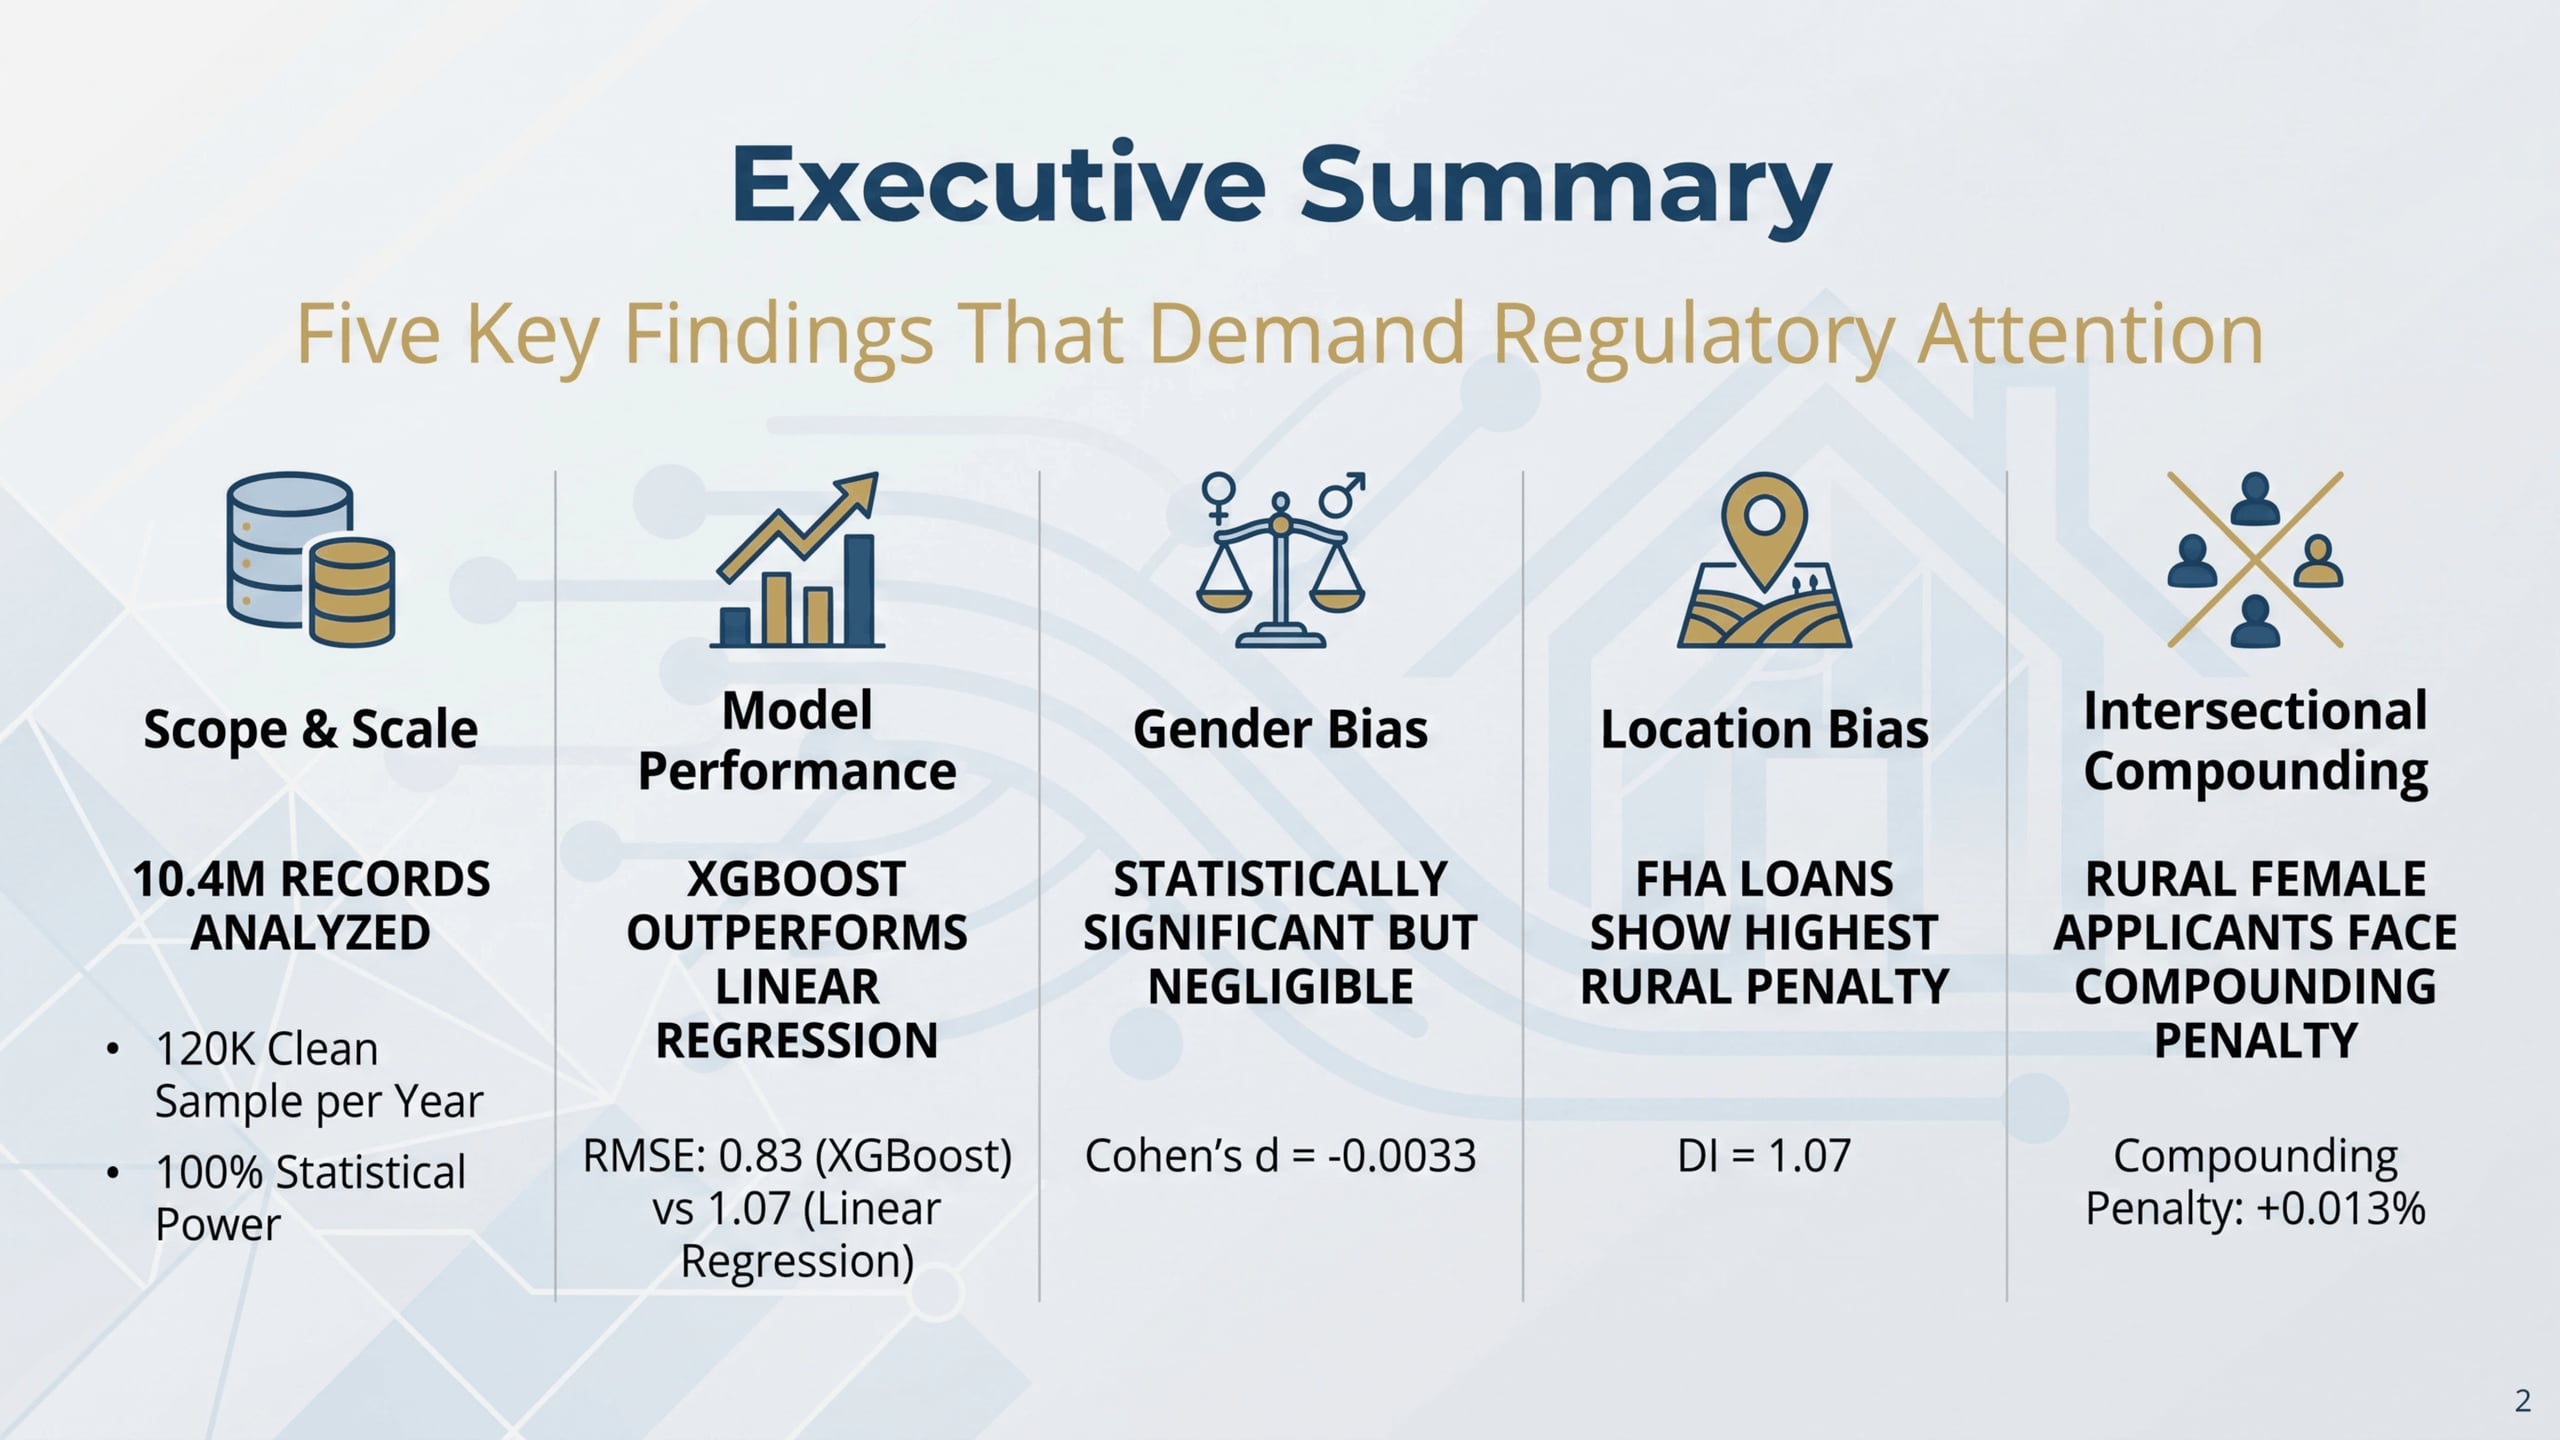 Executive Summary
Five Key Findings That Demand Regulatory Attention
Scope & Scale
10.4M RECORDS
ANALYZED
• 120K Clean
Sample per Year
• 100% Statistical
Power
Model
Performance
XGBOOST
OUTPERFORMS
LINEAR
REGRESSION
RMSE: 0.83 (XGBoost)
vs 1.07 (Linear
Regression)
Gender Bias
STATISTICALLY
SIGNIFICANT BUT
NEGLIGIBLE
Cohen’s d = -0.0033
Location Bias
FHA LOANS
SHOW HIGHEST
RURAL PENALTY
DI = 1.07
Intersectional
Compounding
RURAL FEMALE
APPLICANTS FACE
COMPOUNDING
PENALTY
Compounding
Penalty: +0.013%
2